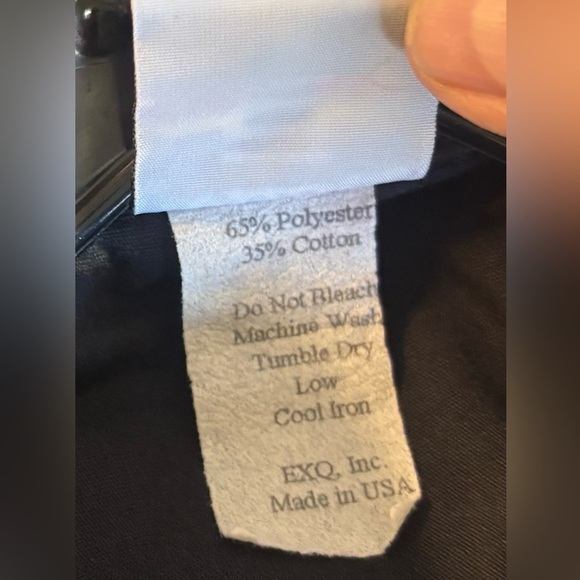 65% Polyester
35% Cotton
Do Not Bleach
Machine Wash
Tumble Dry
Low
Cool Iron
EXQ, Inc.
Made in USA